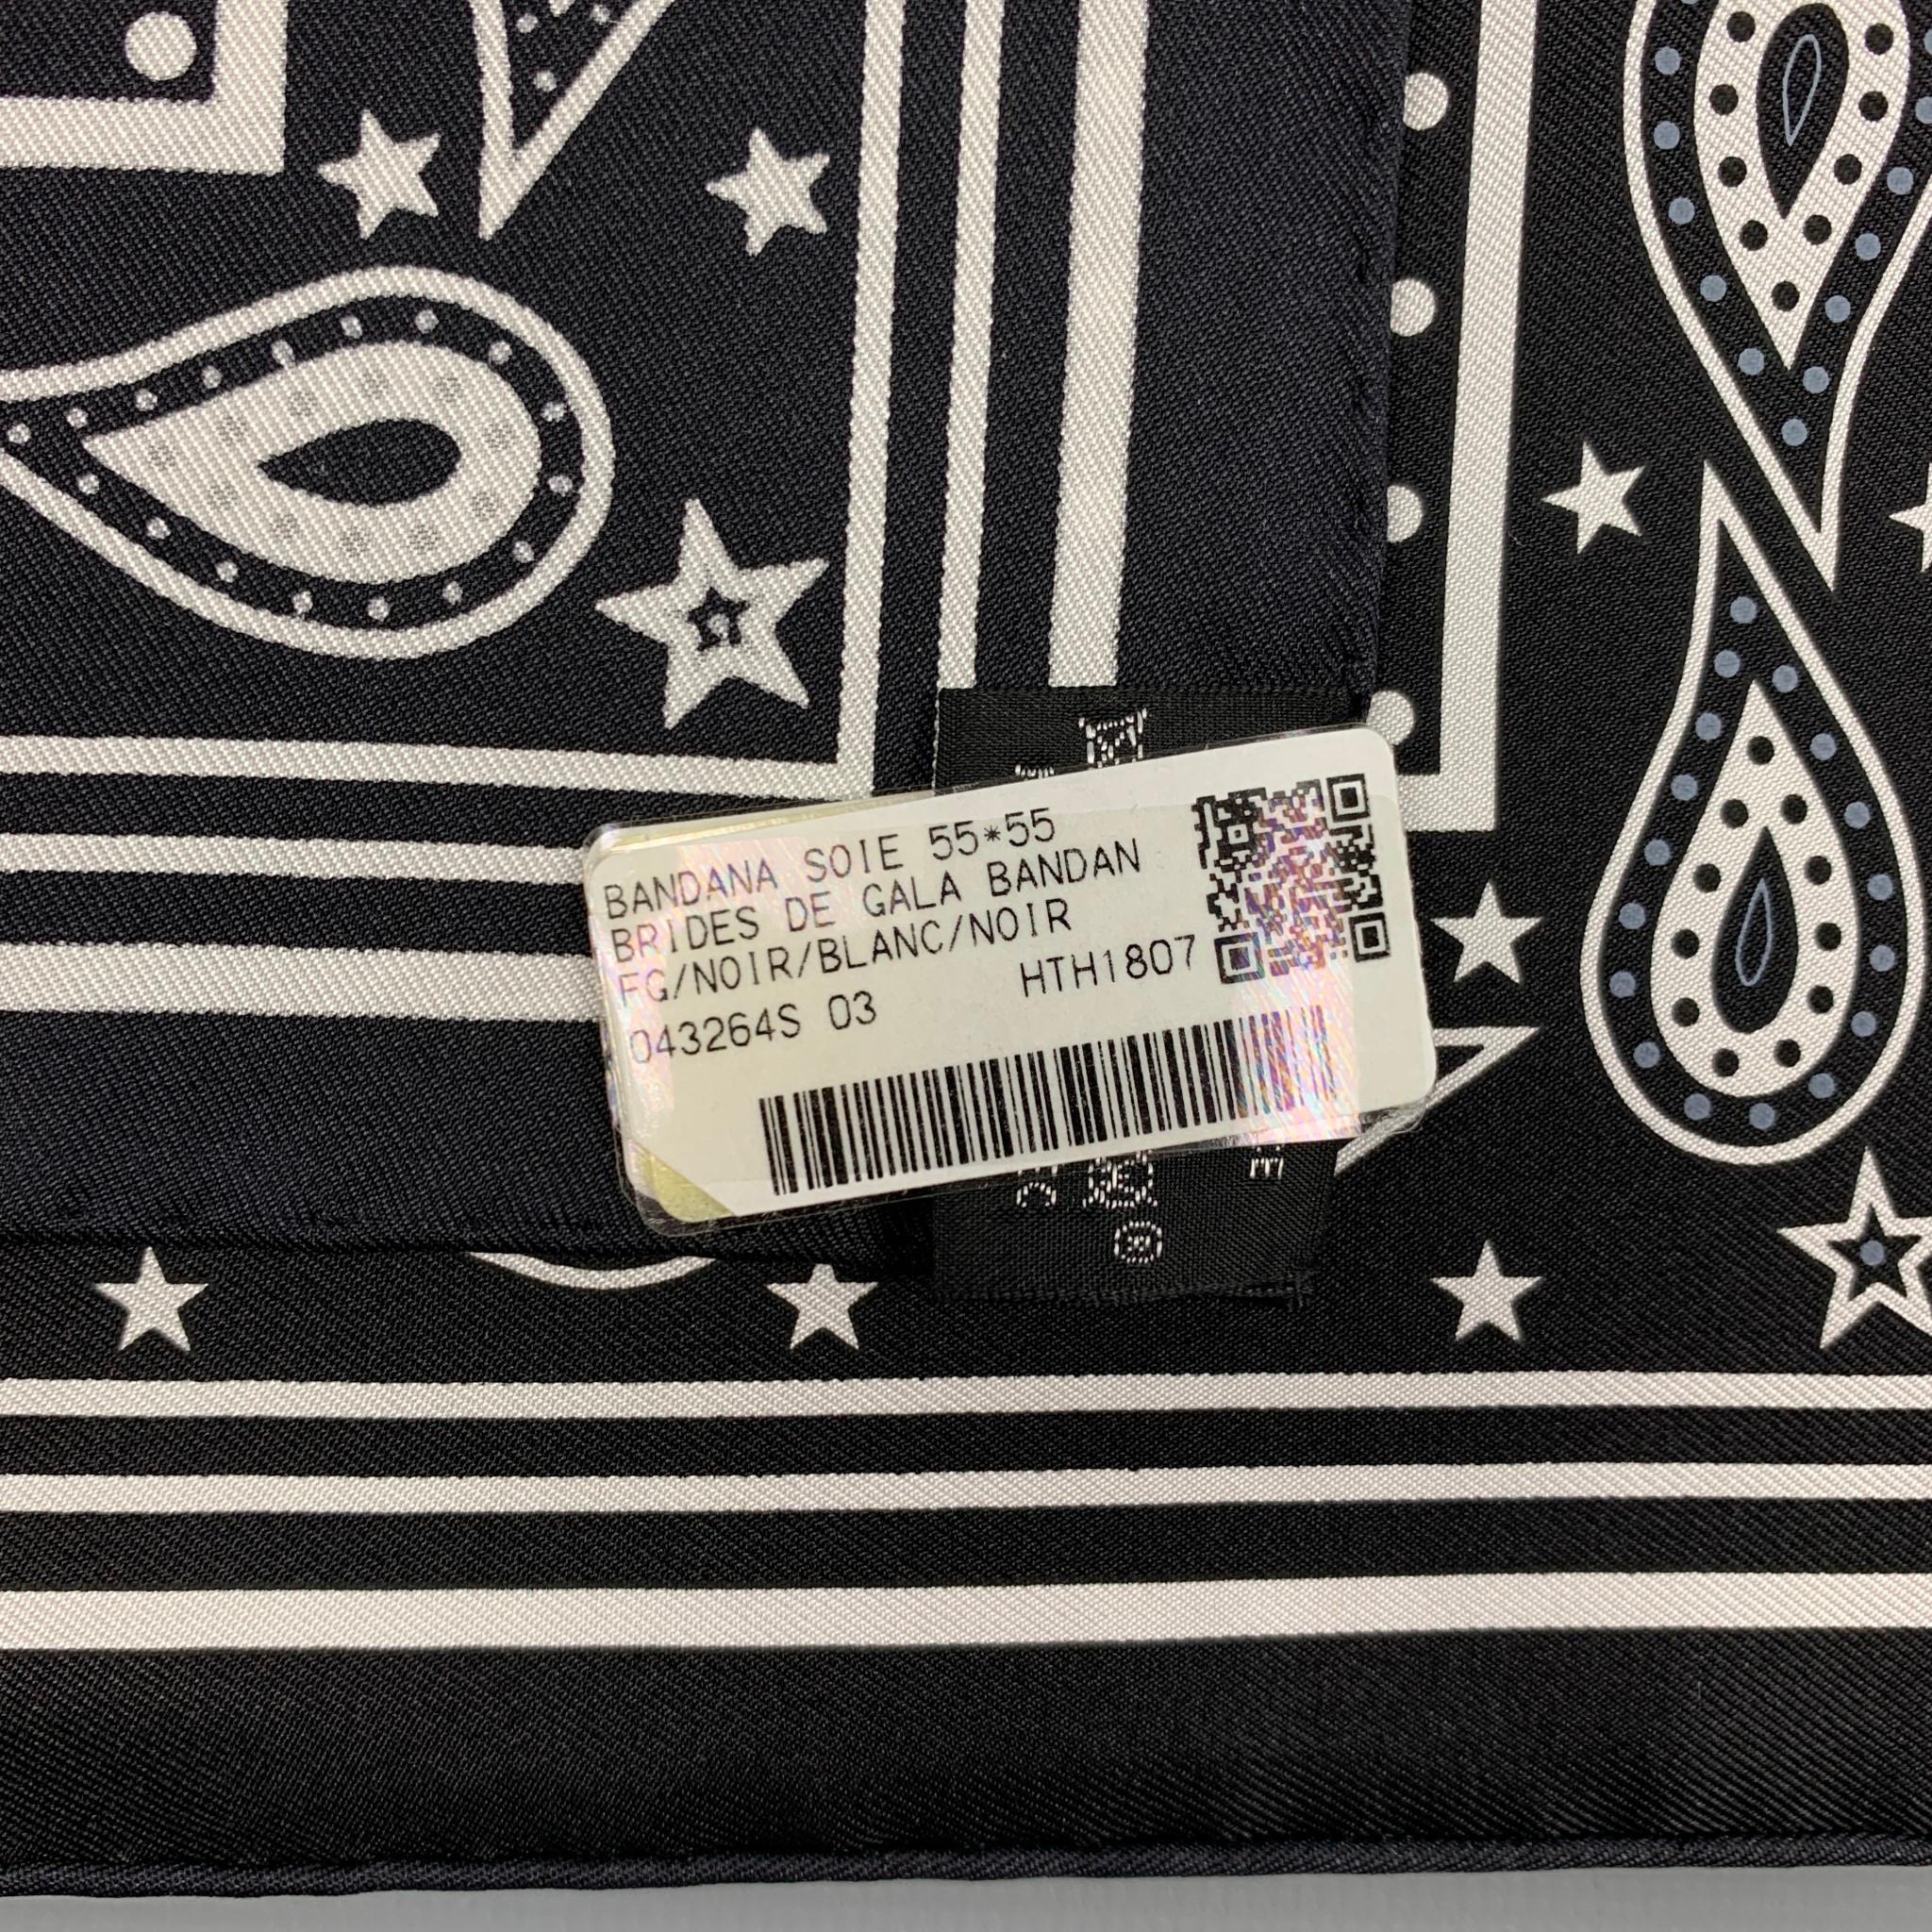 BANDANA SOIE 55*55
BRIDES DE GALA BANDAN
FG/NOIR/BLANC/NOIR
043264S 03 HTH1807